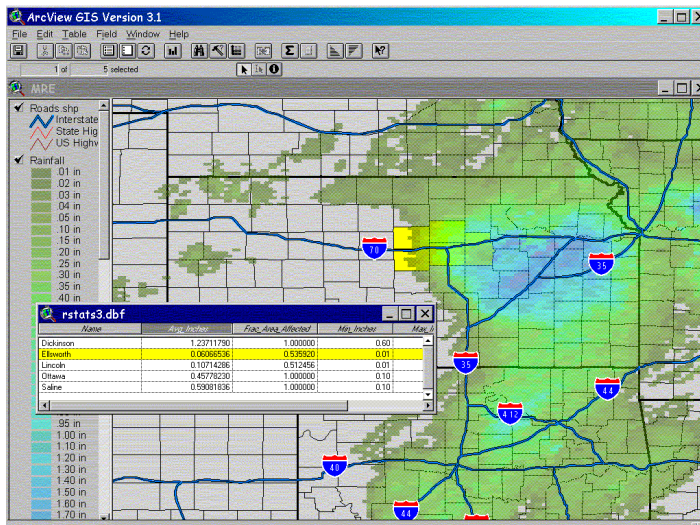 ArcView GIS Version 3.1
File Edit Table Field Window Help
1 of 5 selected
MRE
Roads.shp
Interstate
State Hig
US Highw
Rainfall
.01 in
.02 in
.03 in
.04 in
.05 in
.10 in
.15 in
.20 in
.25 in
.30 in
.35 in
.40 in
70
35
rstats3.dbf
Name Avg_Inches Frac_Area_Affected Min_Inches Max_I
Dickinson 1.23711790 1.000000 0.60
Ellsworth 0.06066536 0.535920 0.01
Lincoln 0.10714286 0.512456 0.01
Ottawa 0.45778230 1.000000 0.10
Saline 0.59081836 1.000000 0.10
35
44
4 12
.95 in
1.00 in
1.10 in
1.20 in
1.30 in
1.40 in
1.50 in
1.60 in
1.70 in
40
44